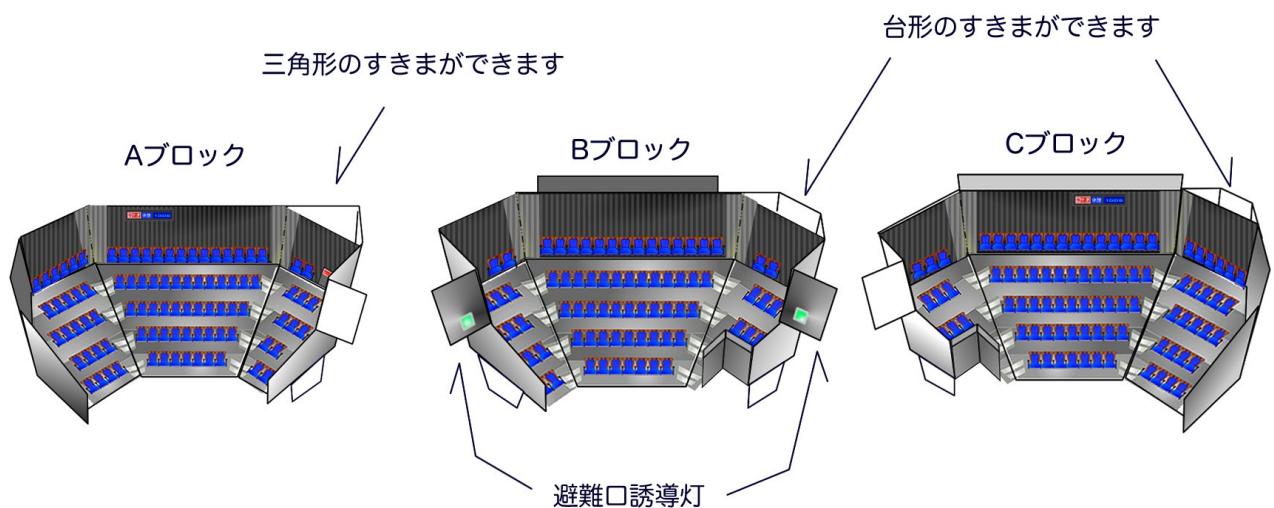 台形のすきまができます
三角形のすきまができます
Aブロック
Bブロック
Cブロック
避難口誘導灯